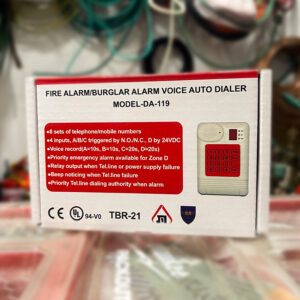 FIRE ALARM/BURGLAR ALARM VOICE AUTO DIALER
MODEL-DA-119
●6 sets of telephone/mobile numbers
●4 inputs, A/B/C triggered by N.O./N.C., D by 24VDC
●Voice record(A=10s, B=10s, C=20s, D=20s)
●Priority emergency alarm available for Zone D
●Relay output when Tel.line or power supply failure
●Beep noticing when Tel.line failure
●Priority Tel.line dialing authority when alarm
CE UL 94-V0 TBR-21